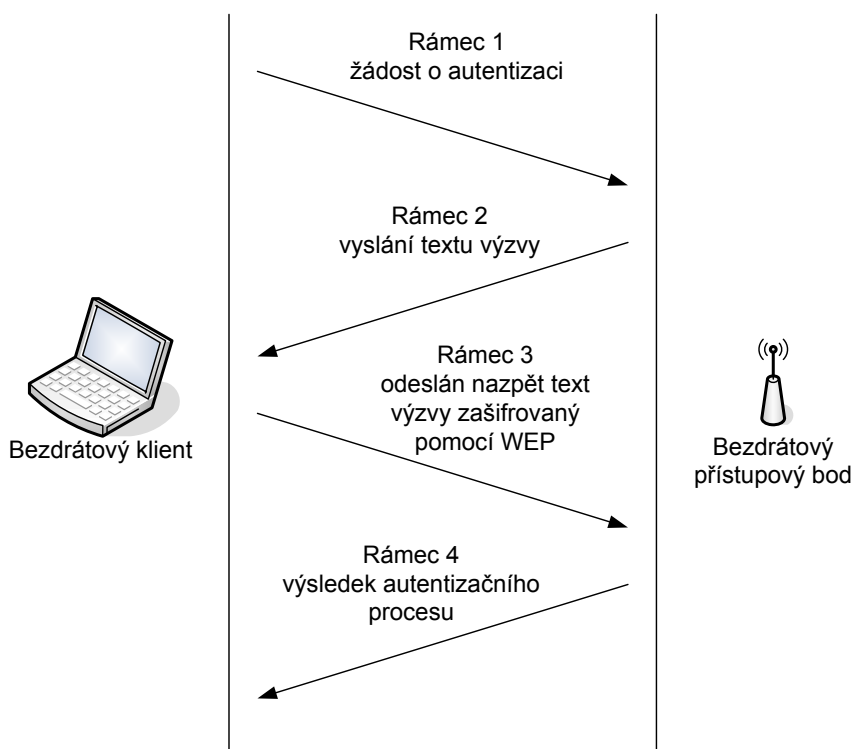 Rámec 1
žádost o autentizaci
Rámec 2
vyslání textu výzvy
Rámec 3
odeslán nazpět text
výzvy zašifrovaný
pomocí WEP
Bezdrátový klient
Bezdrátový
přístupový bod
Rámec 4
výsledek autentizačního
procesu